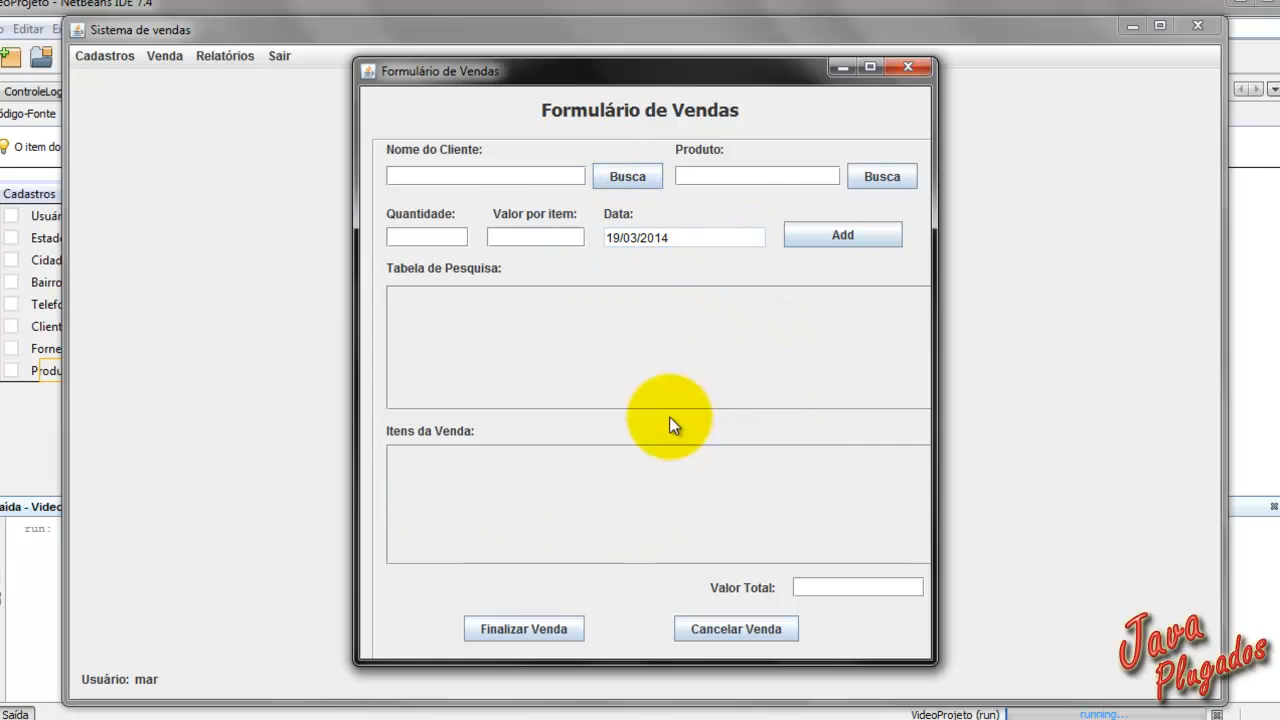 VideoProjeto - NetBeans IDE 7.4
Editar
Sistema de vendas
Cadastros Venda Relatórios Sair
Formulário de Vendas
Formulário de Vendas
Nome do Cliente: Produto:
Busca Busca
Quantidade: Valor por item: Data:
19/03/2014 Add
Tabela de Pesquisa:
Itens da Venda:
Valor Total:
Finalizar Venda Cancelar Venda
Usuário: mar
ControleLog
ódigo-Fonte
O item do
Cadastros
Usuár
Estado
Cidad
Bairro
Telefo
Client
Forne
Produ
aída - Video
run:
Saída
VideoProjeto (run) running...
Java
Plugados